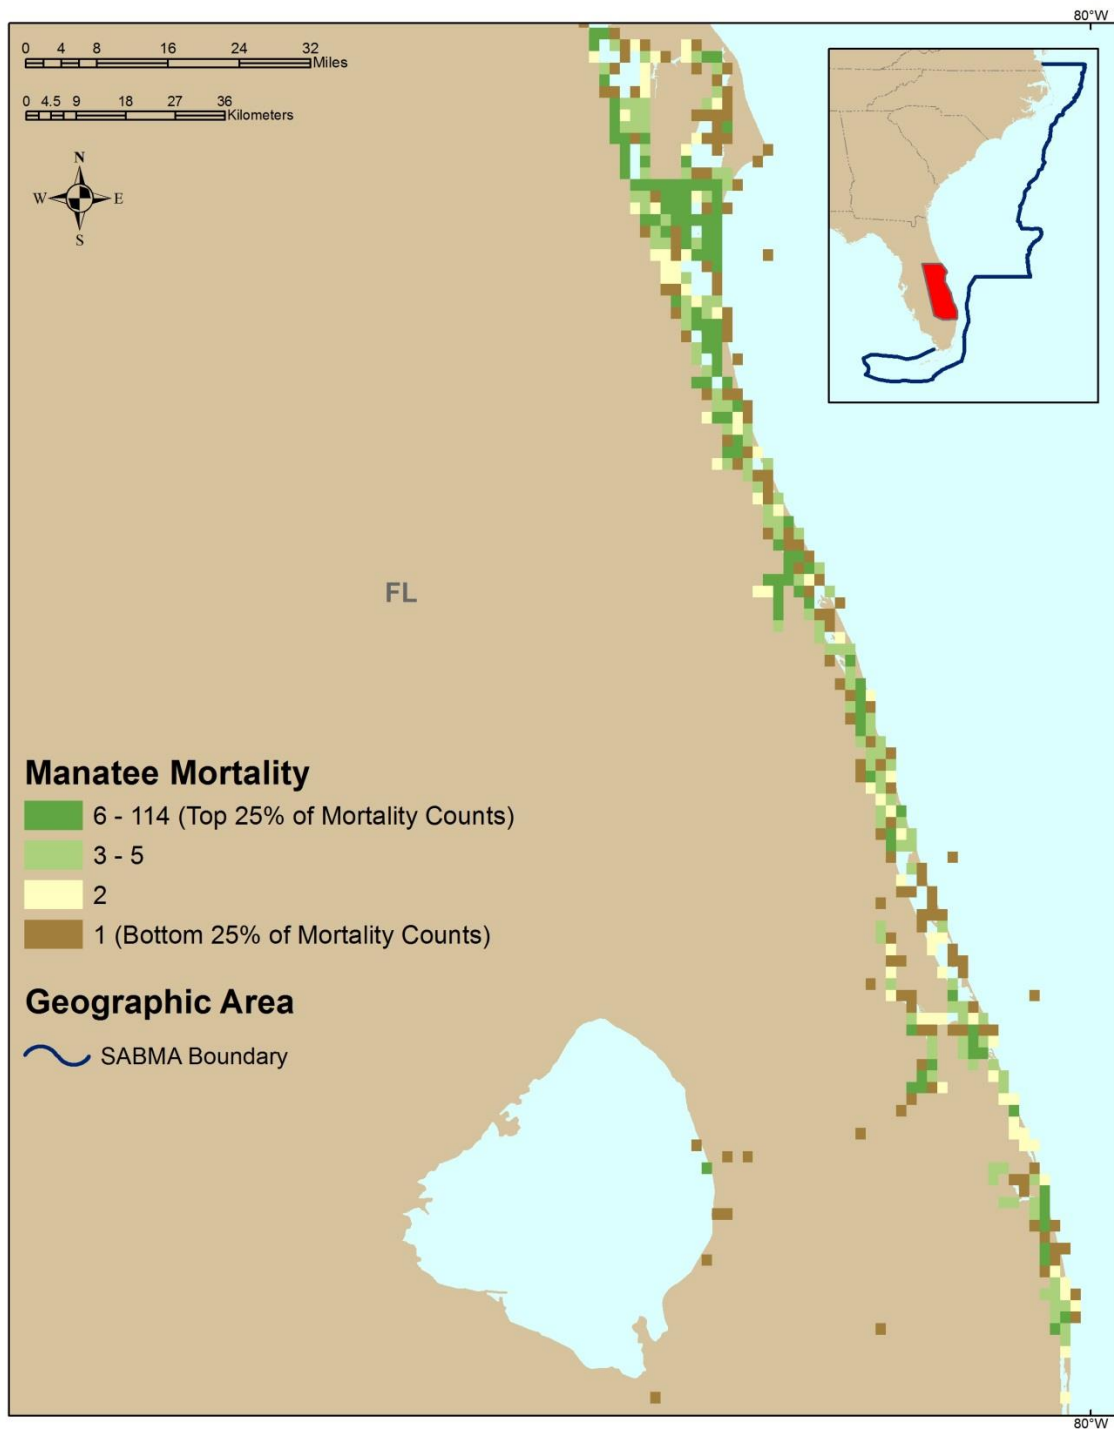 80°W
0 4 8 16 24 32
Miles
0 4.5 9 18 27 36
Kilometers
N
W E
S
FL
Manatee Mortality
6 - 114 (Top 25% of Mortality Counts)
3 - 5
2
1 (Bottom 25% of Mortality Counts)
Geographic Area
SABMA Boundary
80°W